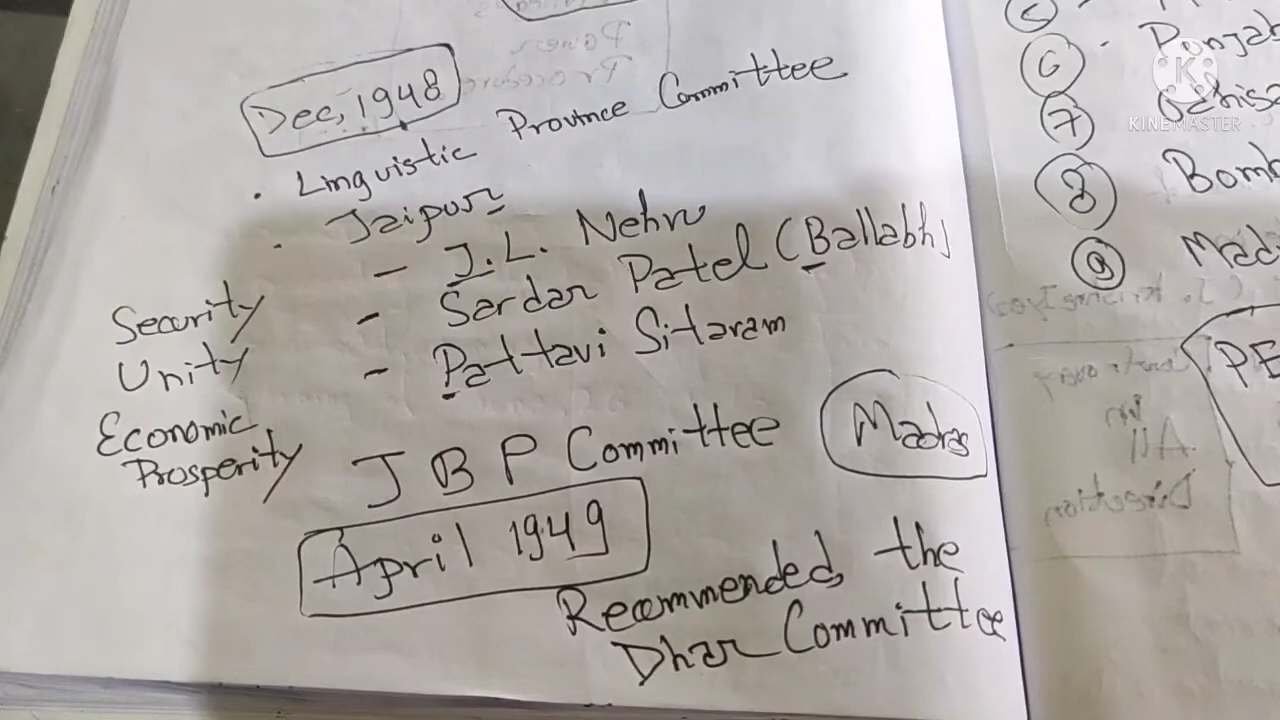 Dec, 1948
. Linguistic Province Committee
. Jaipur
- J.L. Nehru
- Sardar Patel (Ballabh)
- Pattavi Sitaram
Security
Unity
Economic
Prosperity
J B P Committee
Madras
April 1949
Recommended the
Dhar Committee
6 . Punjab
7
8 Bomb
9 Mad
PE
KINEMASTER